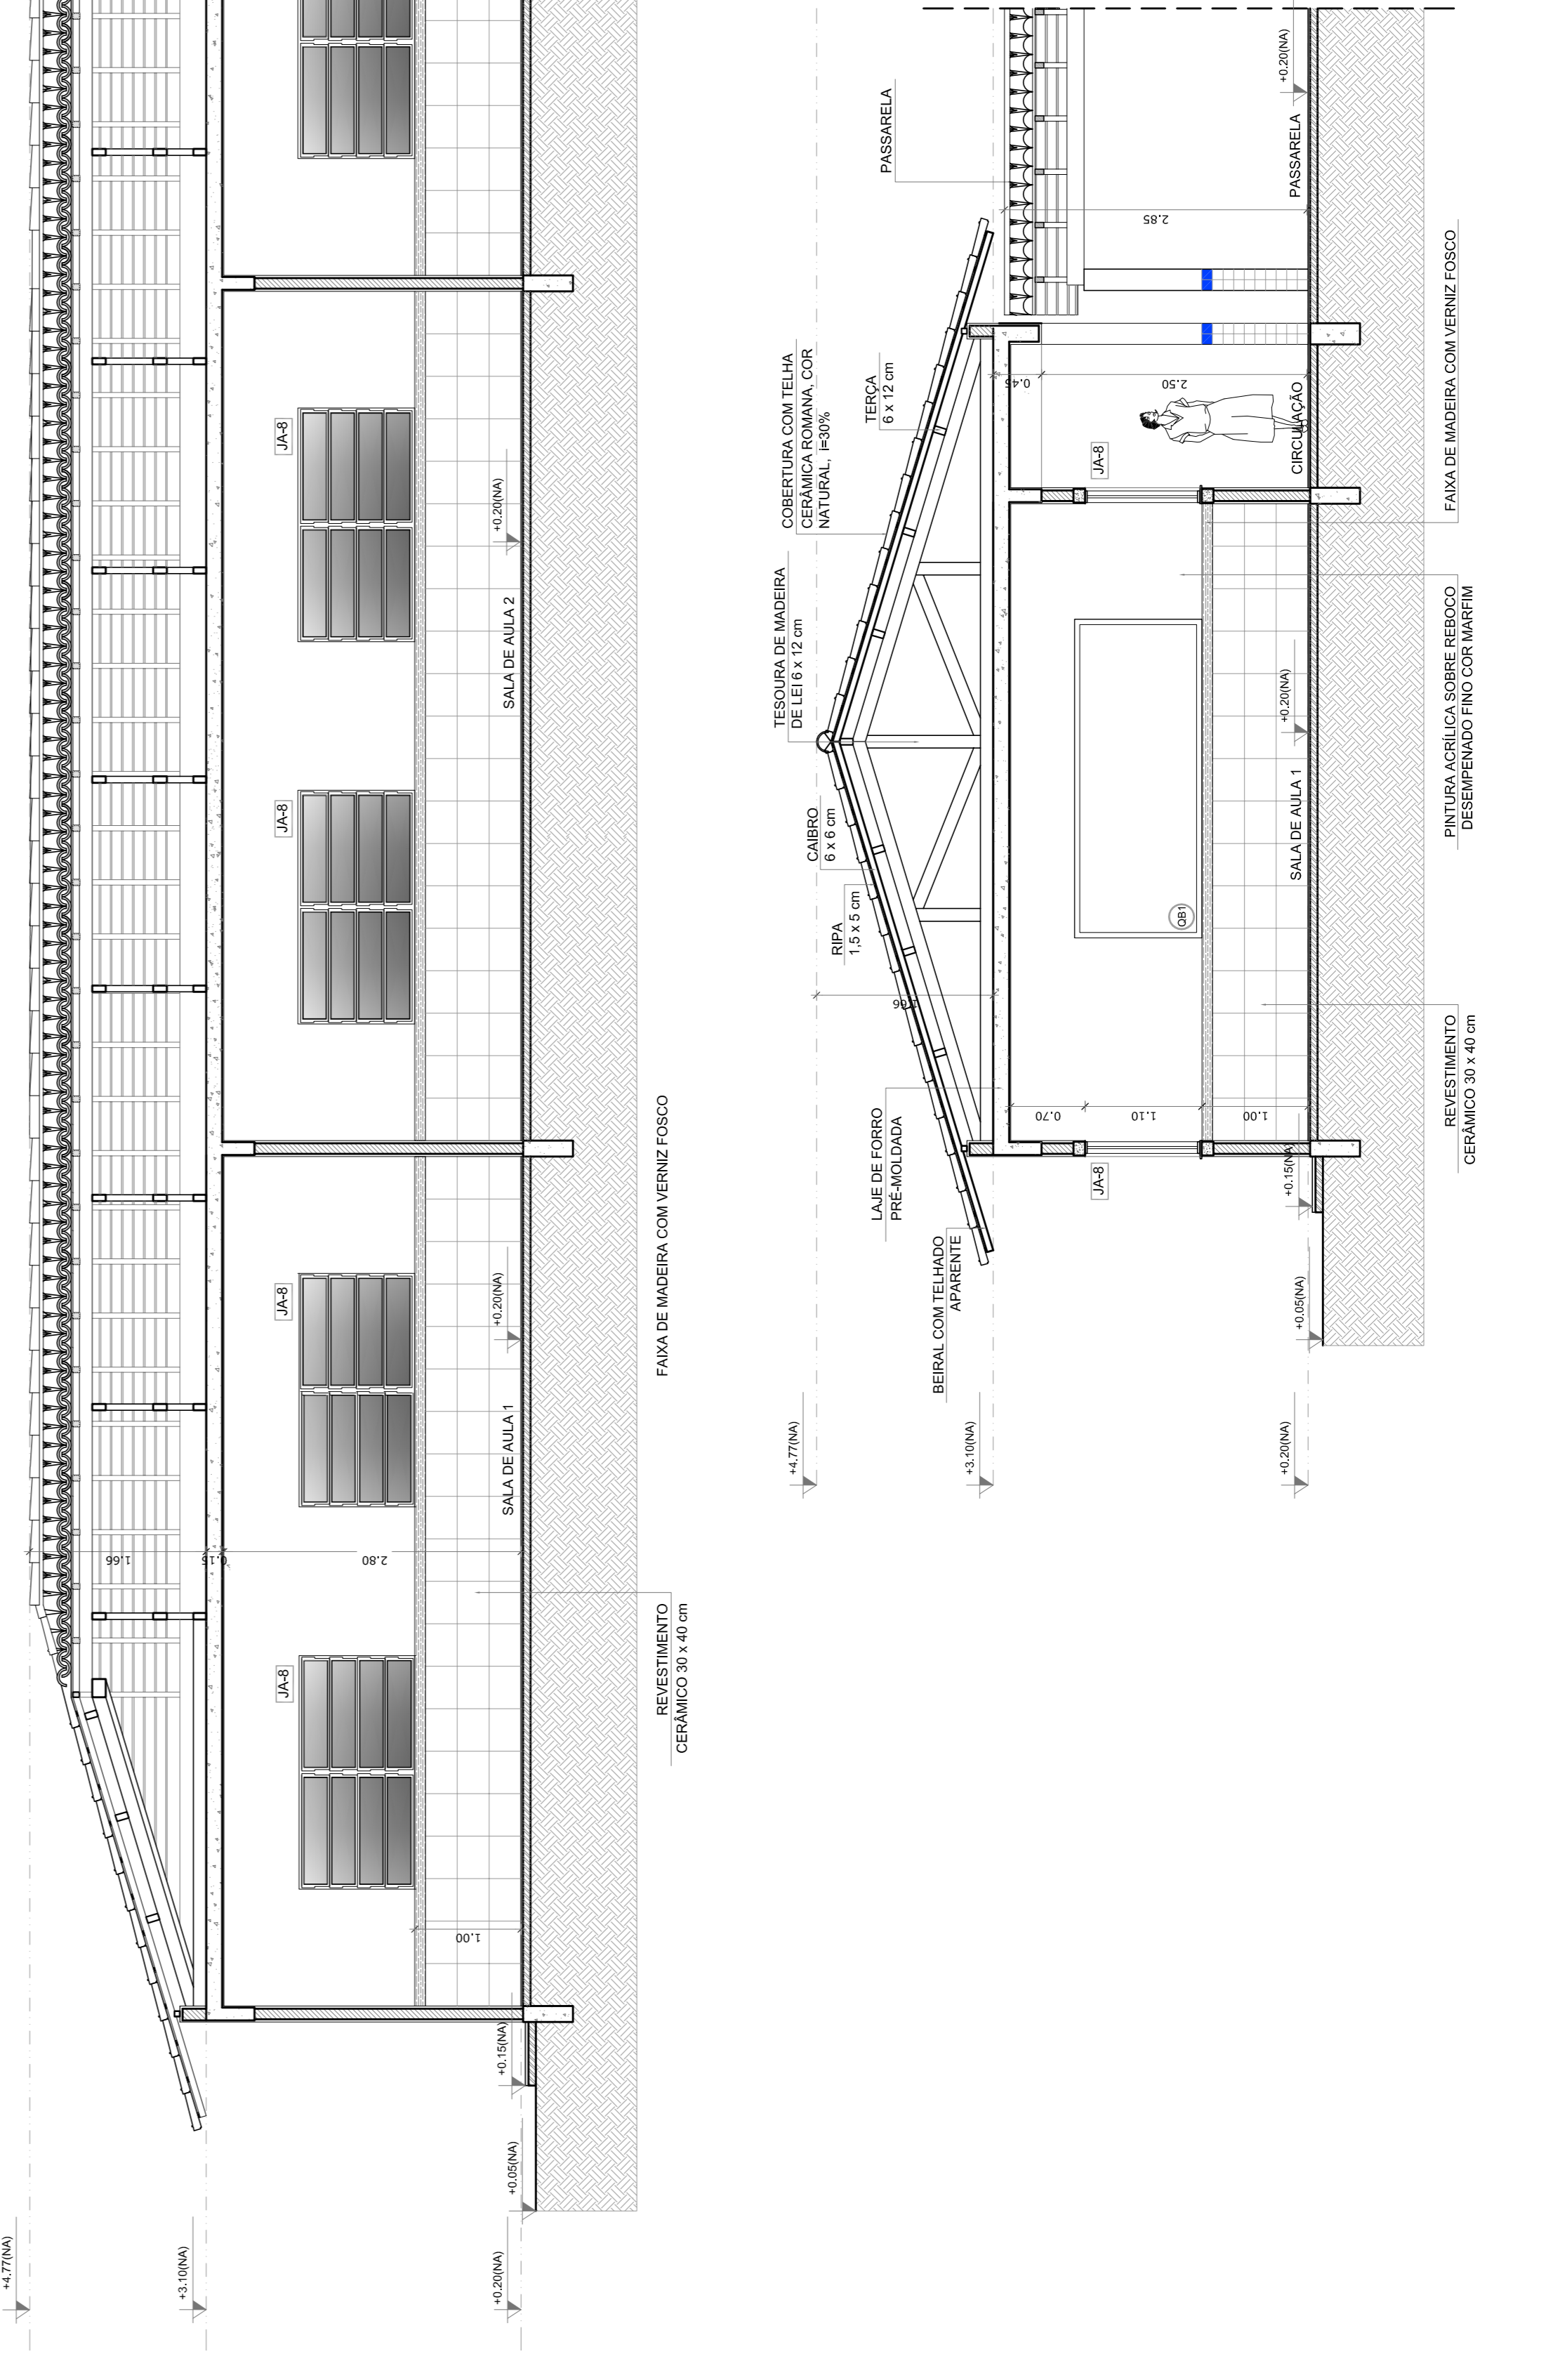 +4.77(NA)
+3.10(NA)
+0.20(NA)
+0.05(NA)
+0.15(NA)
1.00
JA-8
1.66
0.15
2.80
REVESTIMENTO
CERÂMICO 30 x 40 cm
SALA DE AULA 1
+0.20(NA)
JA-8
FAIXA DE MADEIRA COM VERNIZ FOSCO
JA-8
SALA DE AULA 2
+0.20(NA)
JA-8
+4.77(NA)
+3.10(NA)
+0.20(NA)
BEIRAL COM TELHADO
APARENTE
+0.05(NA)
+0.15(NA)
LAJE DE FORRO
PRÉ-MOLDADA
JA-8
0.70
1.10
1.00
1.66
REVESTIMENTO
CERÂMICO 30 x 40 cm
RIPA
1,5 x 5 cm
CAIBRO
6 x 6 cm
QB1
SALA DE AULA 1
+0.20(NA)
TESOURA DE MADEIRA
DE LEI 6 x 12 cm
PINTURA ACRÍLICA SOBRE REBOCO
DESEMPENADO FINO COR MARFIM
COBERTURA COM TELHA
CERÂMICA ROMANA, COR
NATURAL, i=30%
TERÇA
6 x 12 cm
JA-8
CIRCULAÇÃO
0.45
2.50
FAIXA DE MADEIRA COM VERNIZ FOSCO
2.85
PASSARELA
PASSARELA
+0.20(NA)